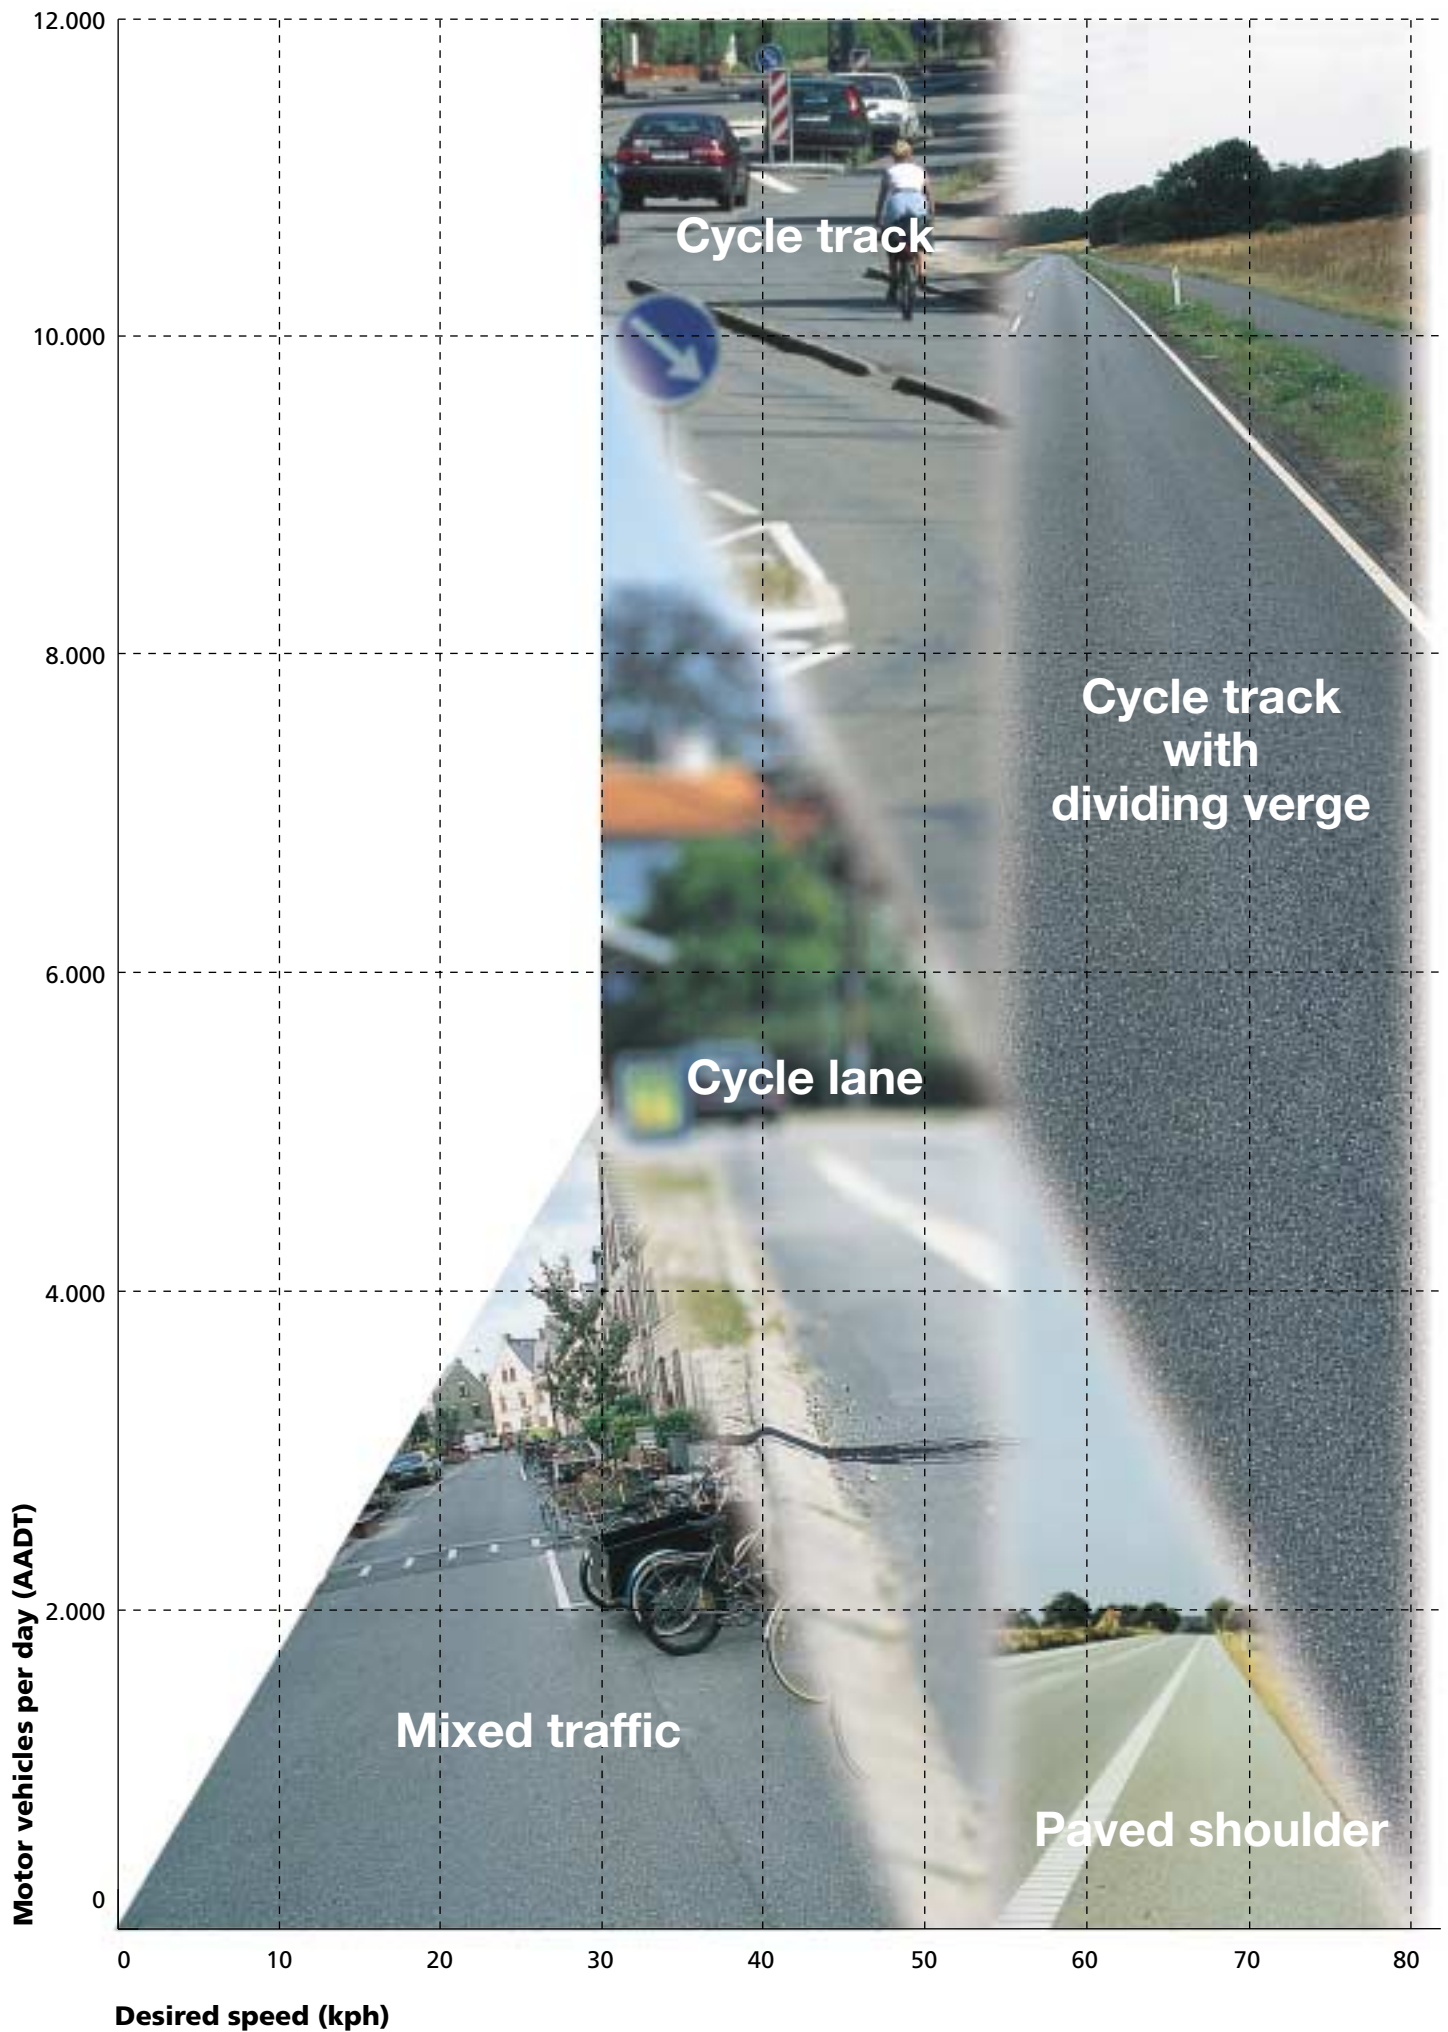 12.000
10.000
8.000
6.000
4.000
2.000
0
Motor vehicles per day (AADT)
Cycle track
Cycle track
with
dividing verge
Cycle lane
Mixed traffic
Paved shoulder
0 10 20 30 40 50 60 70 80
Desired speed (kph)